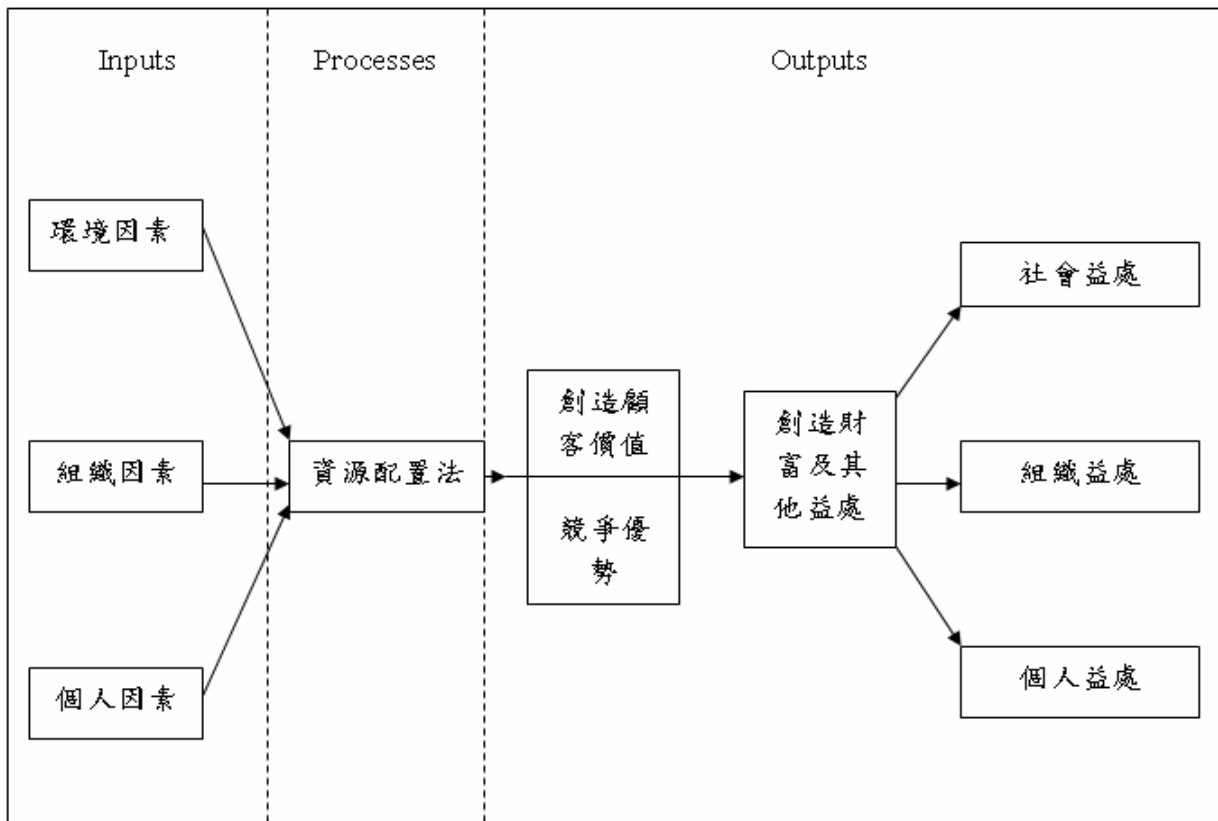 Inputs
Processes
Outputs
環境因素
組織因素
個人因素
資源配置法
創造顧
客價值
競爭優
勢
創造財
富及其
他益處
社會益處
組織益處
個人益處